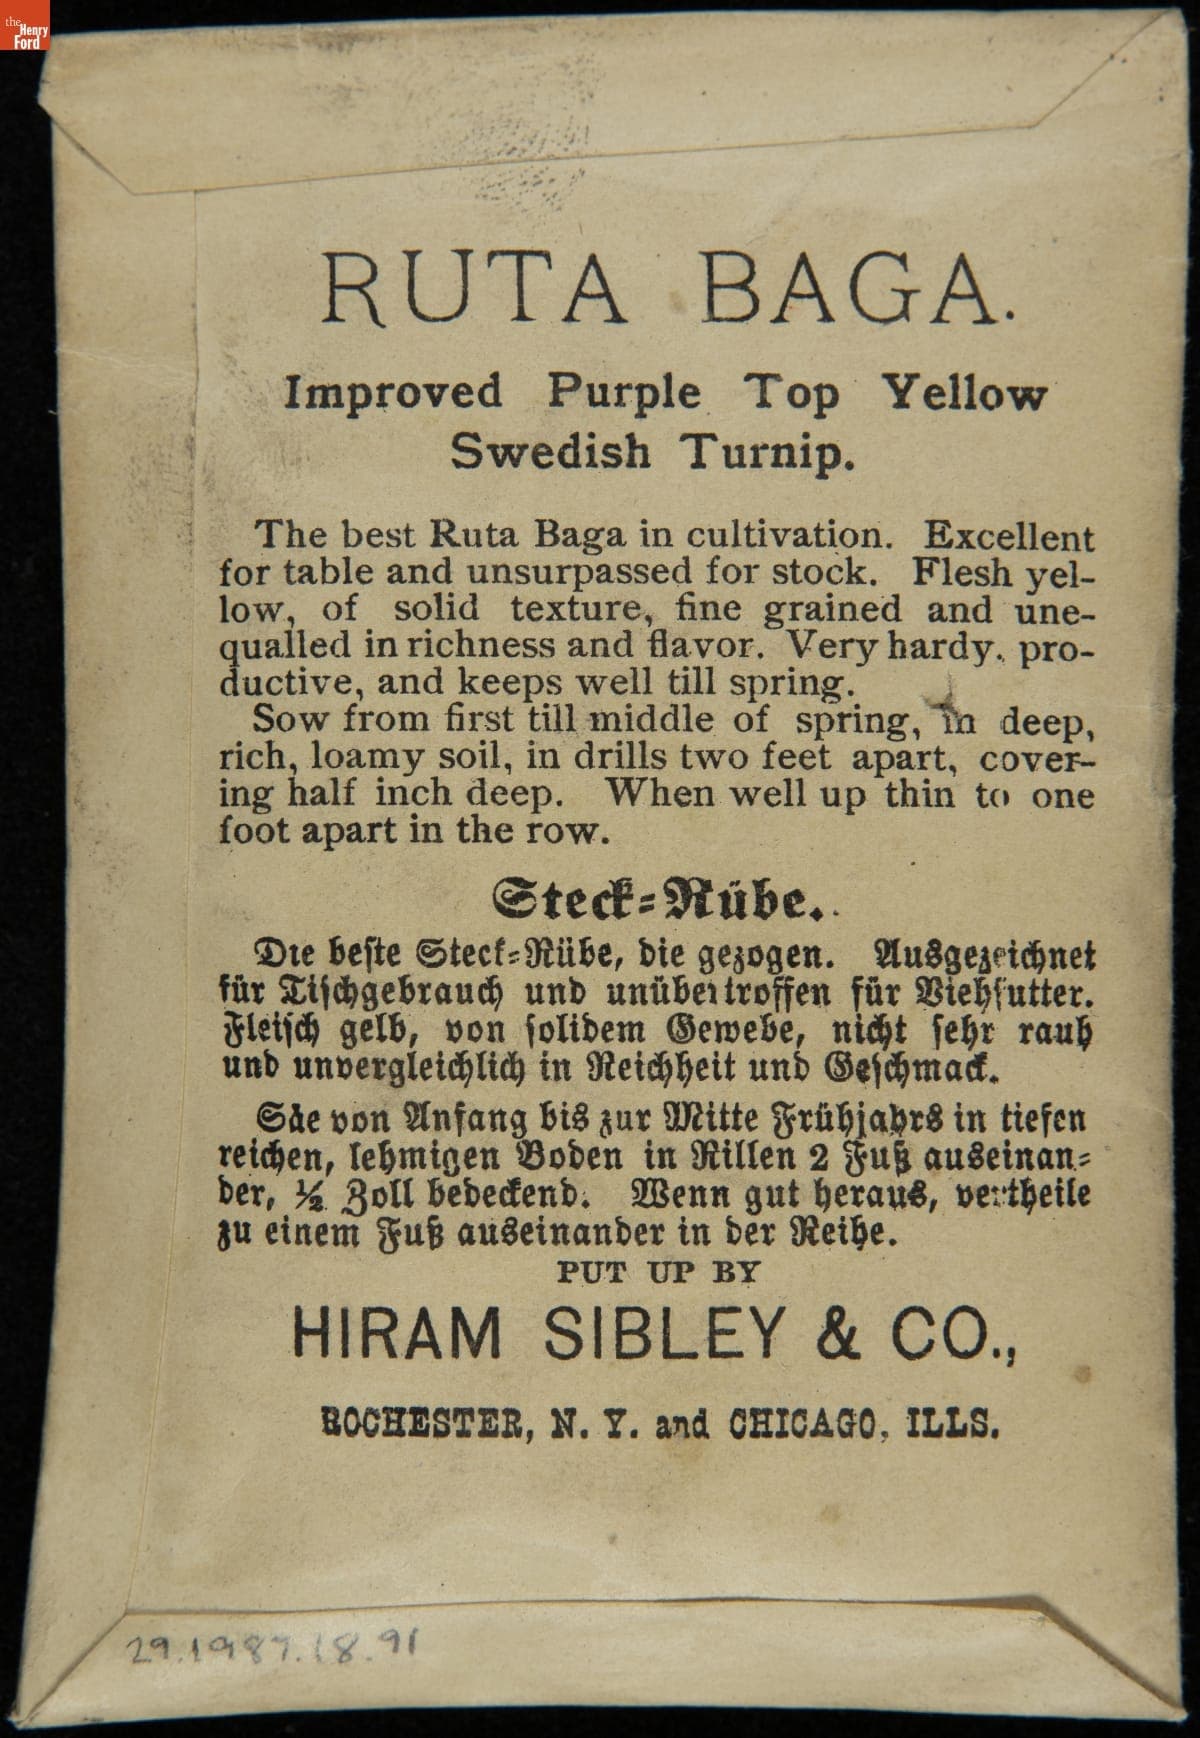 the
Henry
Ford
RUTA BAGA.
Improved Purple Top Yellow
Swedish Turnip.
The best Ruta Baga in cultivation. Excellent
for table and unsurpassed for stock. Flesh yel-
low, of solid texture, fine grained and une-
qualled in richness and flavor. Very hardy, pro-
ductive, and keeps well till spring.
Sow from first till middle of spring, in deep,
rich, loamy soil, in drills two feet apart, cover-
ing half inch deep. When well up thin to one
foot apart in the row.
Steck-Rübe.
Die beste Steck-Rübe, die gezogen. Ausgezeichnet
für Tischgebrauch und unübertroffen für Viehfutter.
Fleisch gelb, von solidem Gewebe, nicht sehr rauh
und unvergleichlich in Reichheit und Geschmack.
Säe von Anfang bis zur Mitte Frühjahrs in tiefen
reichen, lehmigen Boden in Rillen 2 Fuß auseinan-
der, ½ Zoll bedeckend. Wenn gut heraus, vertheile
zu einem Fuß auseinander in der Reihe.
PUT UP BY
HIRAM SIBLEY & CO.,
ROCHESTER, N. Y. and CHICAGO, ILLS.
29.1987.18.91